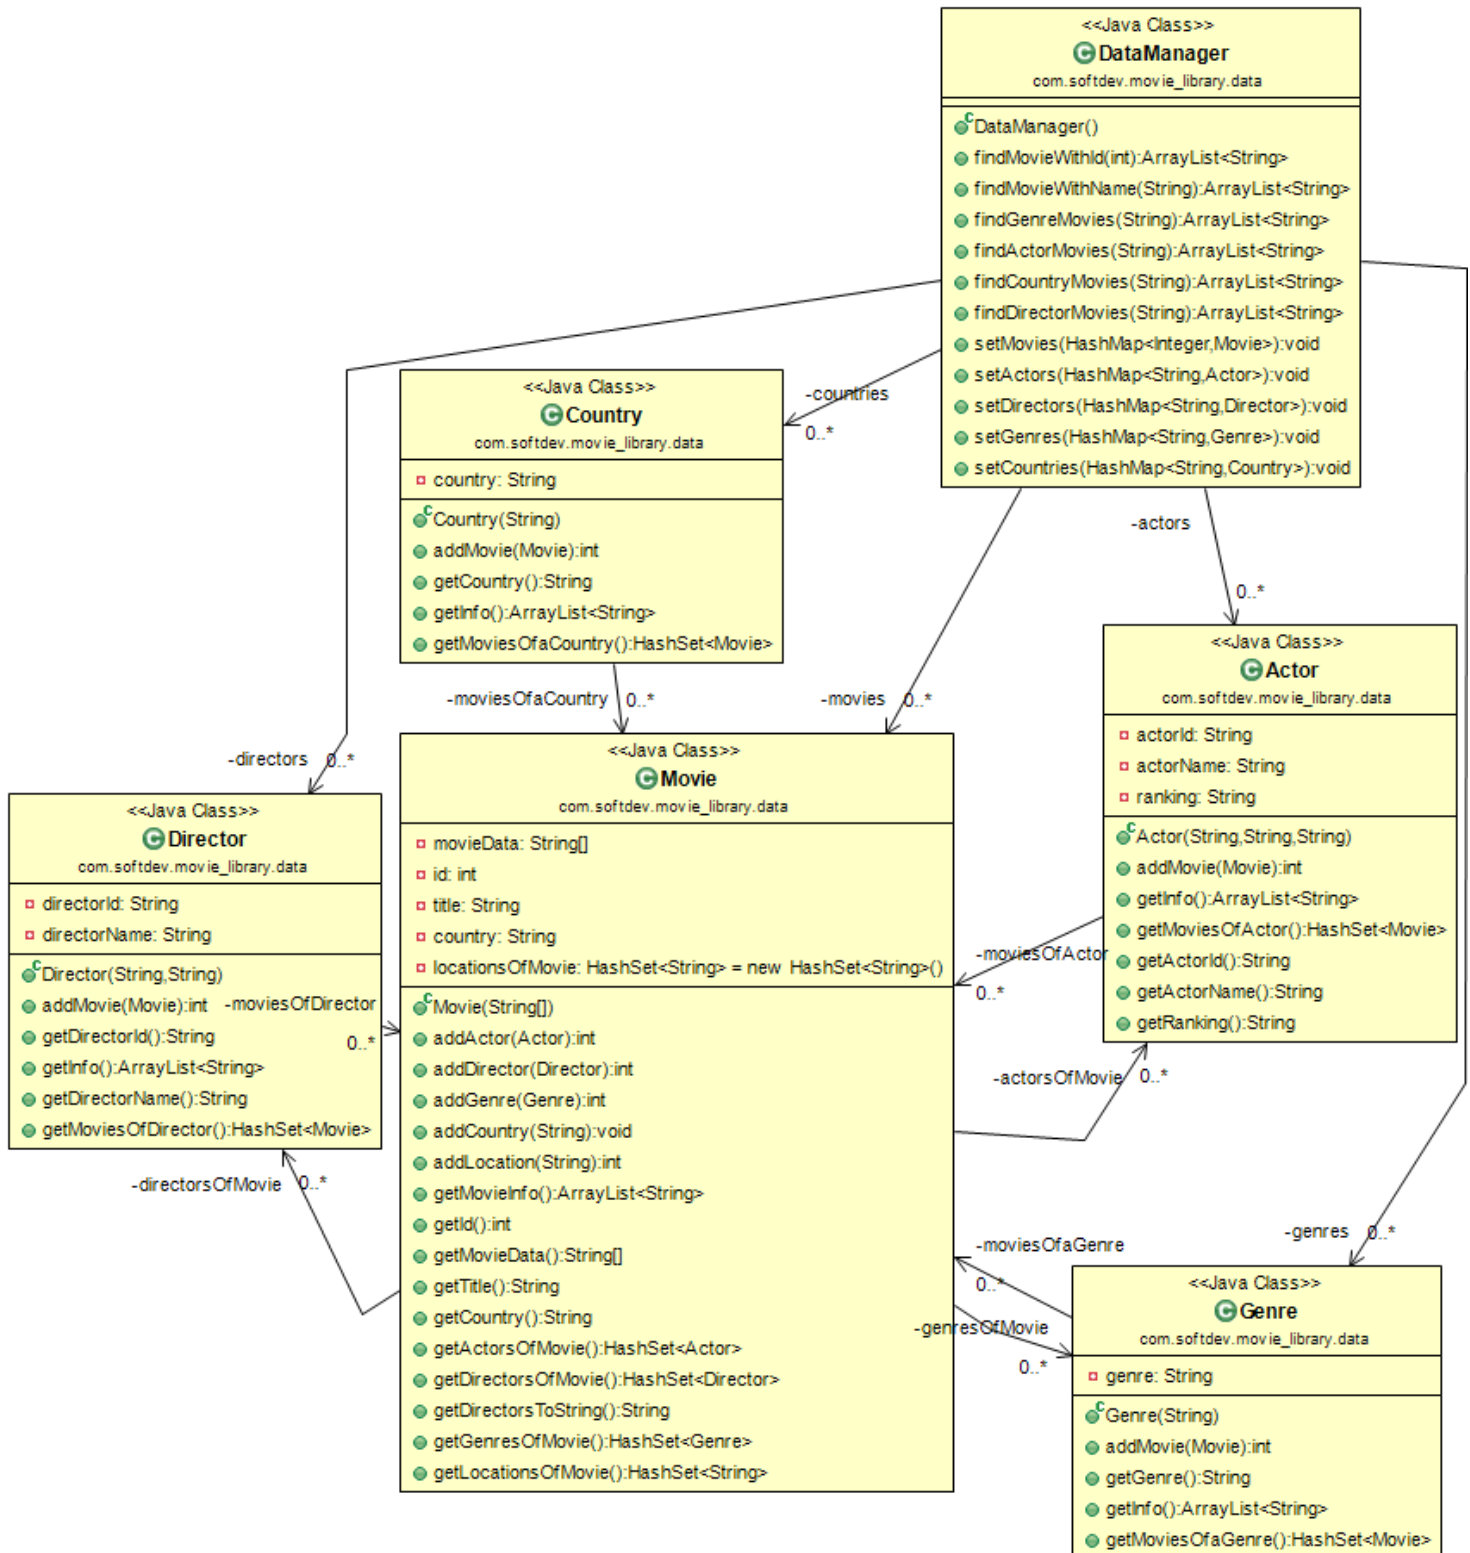 <<Java Class>>
DataManager
com.softdev.movie_library.data
DataManager()
findMovieWithId(int):ArrayList<String>
findMovieWithName(String):ArrayList<String>
findGenreMovies(String):ArrayList<String>
findActorMovies(String):ArrayList<String>
findCountryMovies(String):ArrayList<String>
findDirectorMovies(String):ArrayList<String>
setMovies(HashMap<Integer,Movie>):void
setActors(HashMap<String,Actor>):void
setDirectors(HashMap<String,Director>):void
setGenres(HashMap<String,Genre>):void
setCountries(HashMap<String,Country>):void
-countries
0..*
<<Java Class>>
Country
com.softdev.movie_library.data
country: String
Country(String)
addMovie(Movie):int
getCountry():String
getInfo():ArrayList<String>
getMoviesOfaCountry():HashSet<Movie>
-actors
0..*
-moviesOfaCountry
0..*
-movies
0..*
-directors
0..*
<<Java Class>>
Actor
com.softdev.movie_library.data
actorId: String
actorName: String
ranking: String
Actor(String,String,String)
addMovie(Movie):int
getInfo():ArrayList<String>
getMoviesOfActor():HashSet<Movie>
getActorId():String
getActorName():String
getRanking():String
<<Java Class>>
Director
com.softdev.movie_library.data
directorId: String
directorName: String
Director(String,String)
addMovie(Movie):int
getDirectorId():String
getInfo():ArrayList<String>
getDirectorName():String
getMoviesOfDirector():HashSet<Movie>
-moviesOfDirector
0..*
<<Java Class>>
Movie
com.softdev.movie_library.data
movieData: String[]
id: int
title: String
country: String
locationsOfMovie: HashSet<String> = new HashSet<String>()
Movie(String[])
addActor(Actor):int
addDirector(Director):int
addGenre(Genre):int
addCountry(String):void
addLocation(String):int
getMovieInfo():ArrayList<String>
getId():int
getMovieData():String[]
getTitle():String
getCountry():String
getActorsOfMovie():HashSet<Actor>
getDirectorsOfMovie():HashSet<Director>
getDirectorsToString():String
getGenresOfMovie():HashSet<Genre>
getLocationsOfMovie():HashSet<String>
-moviesOfActor
0..*
-actorsOfMovie
0..*
-directorsOfMovie
0..*
-moviesOfaGenre
0..*
-genresOfMovie
0..*
-genres
0..*
<<Java Class>>
Genre
com.softdev.movie_library.data
genre: String
Genre(String)
addMovie(Movie):int
getGenre():String
getInfo():ArrayList<String>
getMoviesOfaGenre():HashSet<Movie>